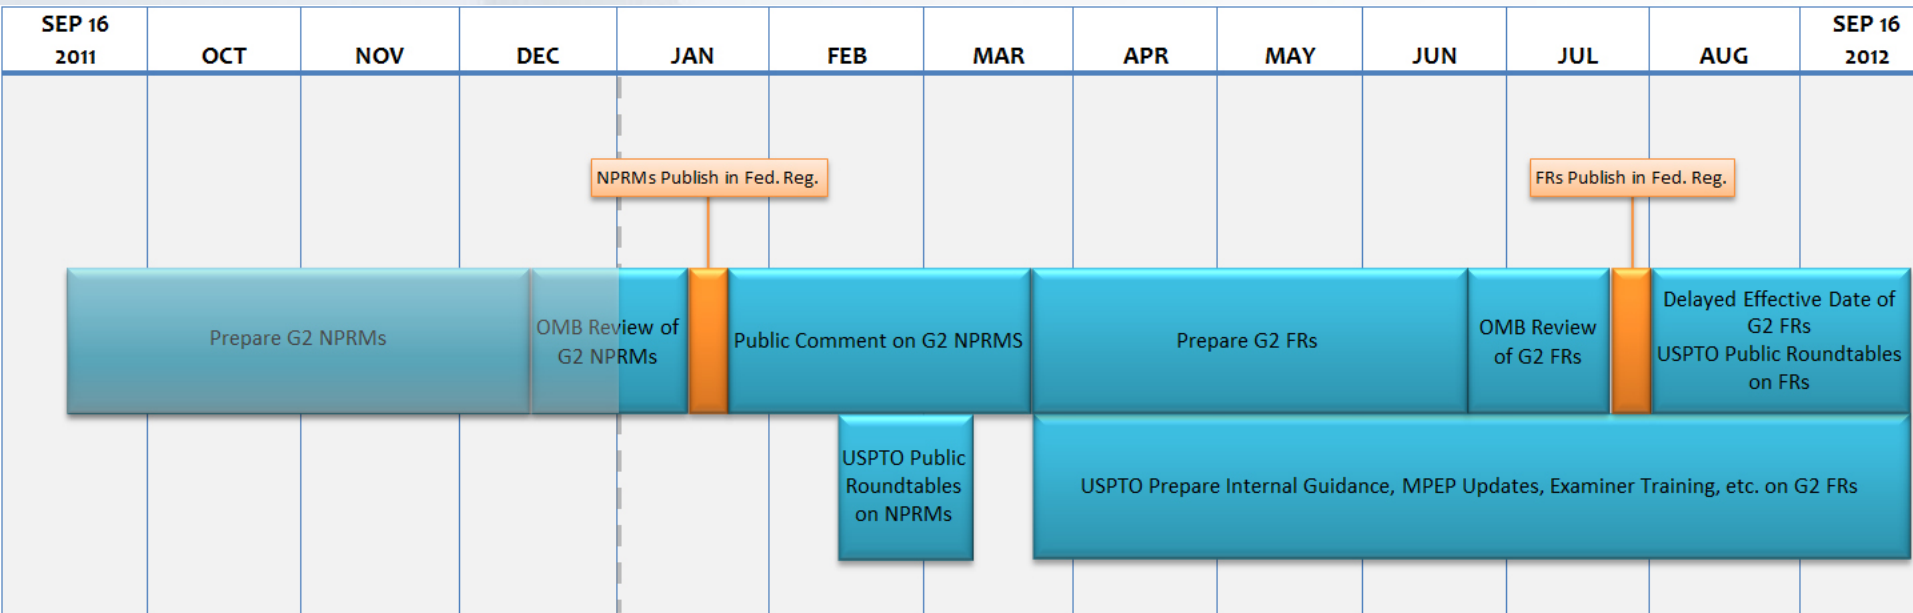 SEP 16
2011
OCT
NOV
DEC
JAN
FEB
MAR
APR
MAY
JUN
JUL
AUG
SEP 16
2012
NPRMs Publish in Fed. Reg.
FRs Publish in Fed. Reg.
Prepare G2 NPRMs
OMB Review of
G2 NPRMs
Public Comment on G2 NPRMS
Prepare G2 FRs
OMB Review
of G2 FRs
Delayed Effective Date of
G2 FRs
USPTO Public Roundtables
on FRs
USPTO Public
Roundtables
on NPRMs
USPTO Prepare Internal Guidance, MPEP Updates, Examiner Training, etc. on G2 FRs